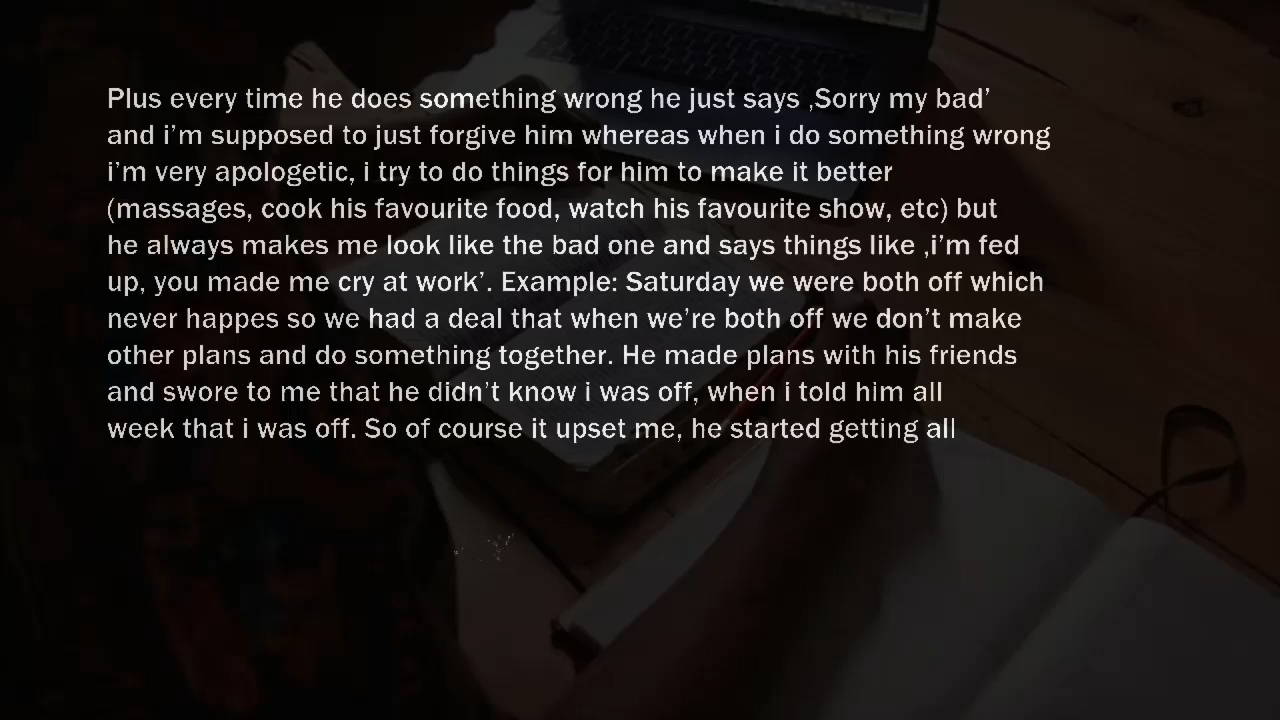 Plus every time he does something wrong he just says ‚Sorry my bad’
and i’m supposed to just forgive him whereas when i do something wrong
i’m very apologetic, i try to do things for him to make it better
(massages, cook his favourite food, watch his favourite show, etc) but
he always makes me look like the bad one and says things like ‚i’m fed
up, you made me cry at work’. Example: Saturday we were both off which
never happes so we had a deal that when we’re both off we don’t make
other plans and do something together. He made plans with his friends
and swore to me that he didn’t know i was off, when i told him all
week that i was off. So of course it upset me, he started getting all